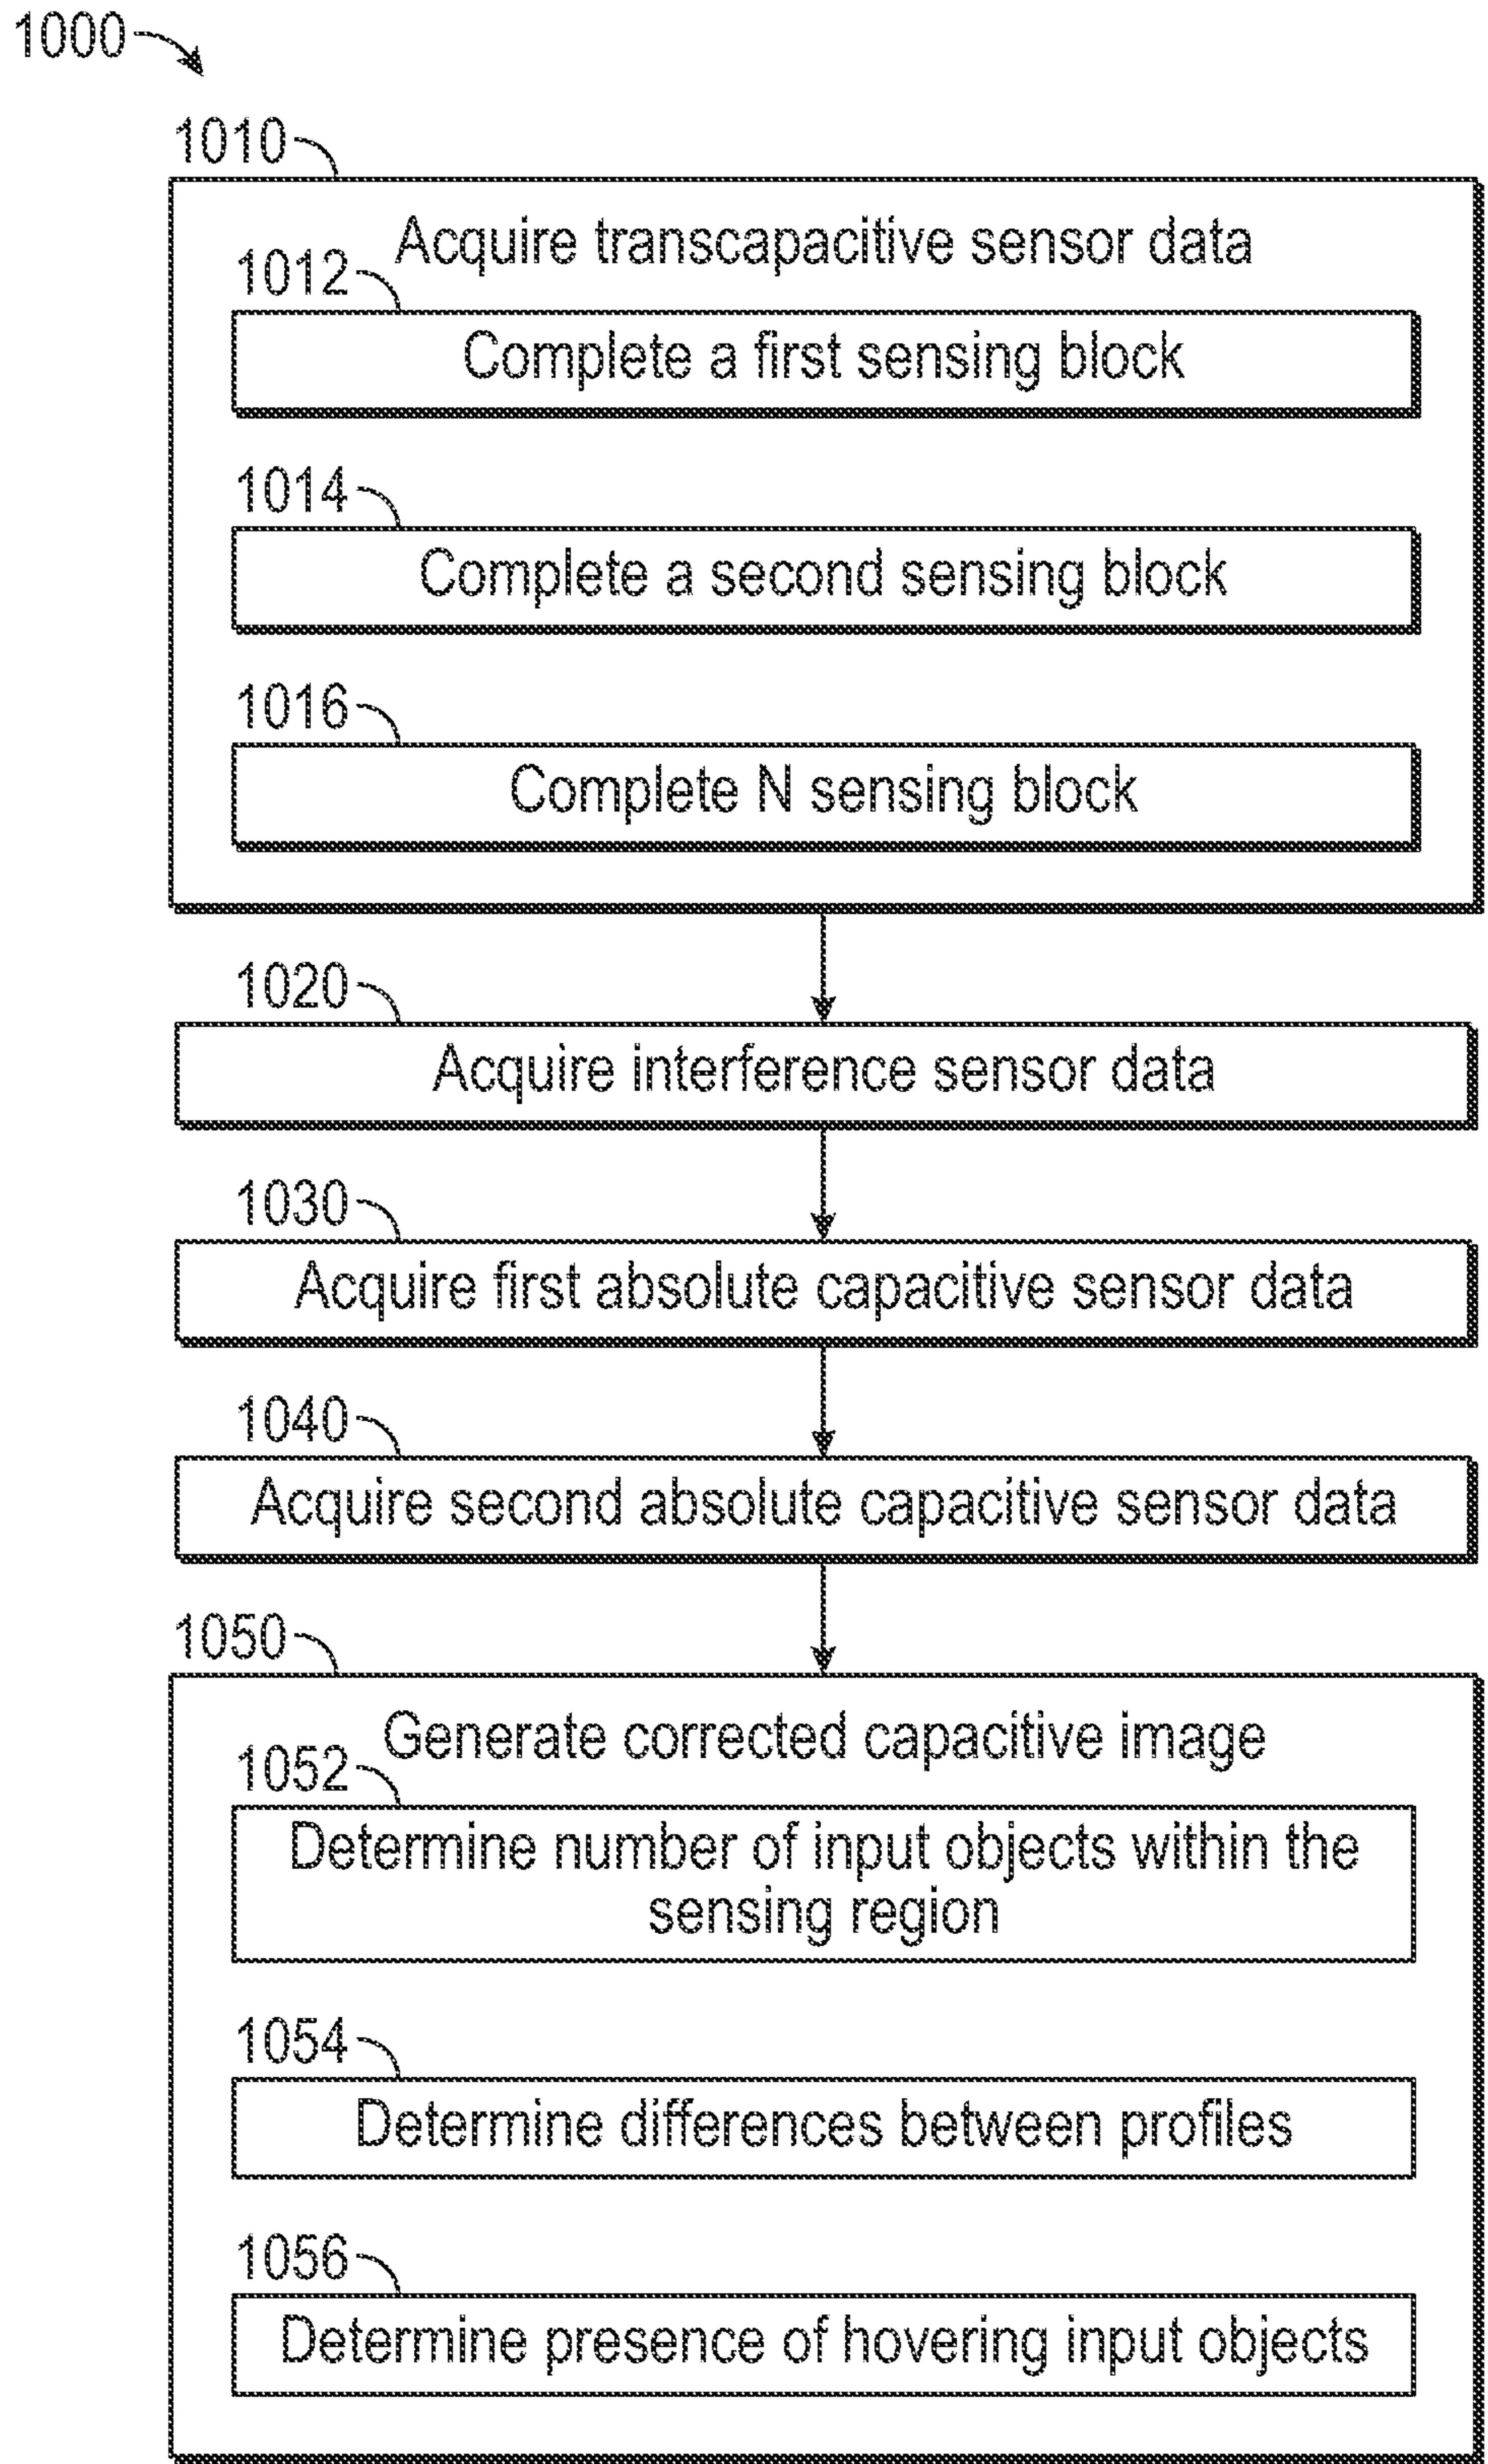 1000
1010
Acquire transcapacitive sensor data
1012
Complete a first sensing block
1014
Complete a second sensing block
1016
Complete N sensing block
1020
Acquire interference sensor data
1030
Acquire first absolute capacitive sensor data
1040
Acquire second absolute capacitive sensor data
1050
Generate corrected capacitive image
1052
Determine number of input objects within the
sensing region
1054
Determine differences between profiles
1056
Determine presence of hovering input objects